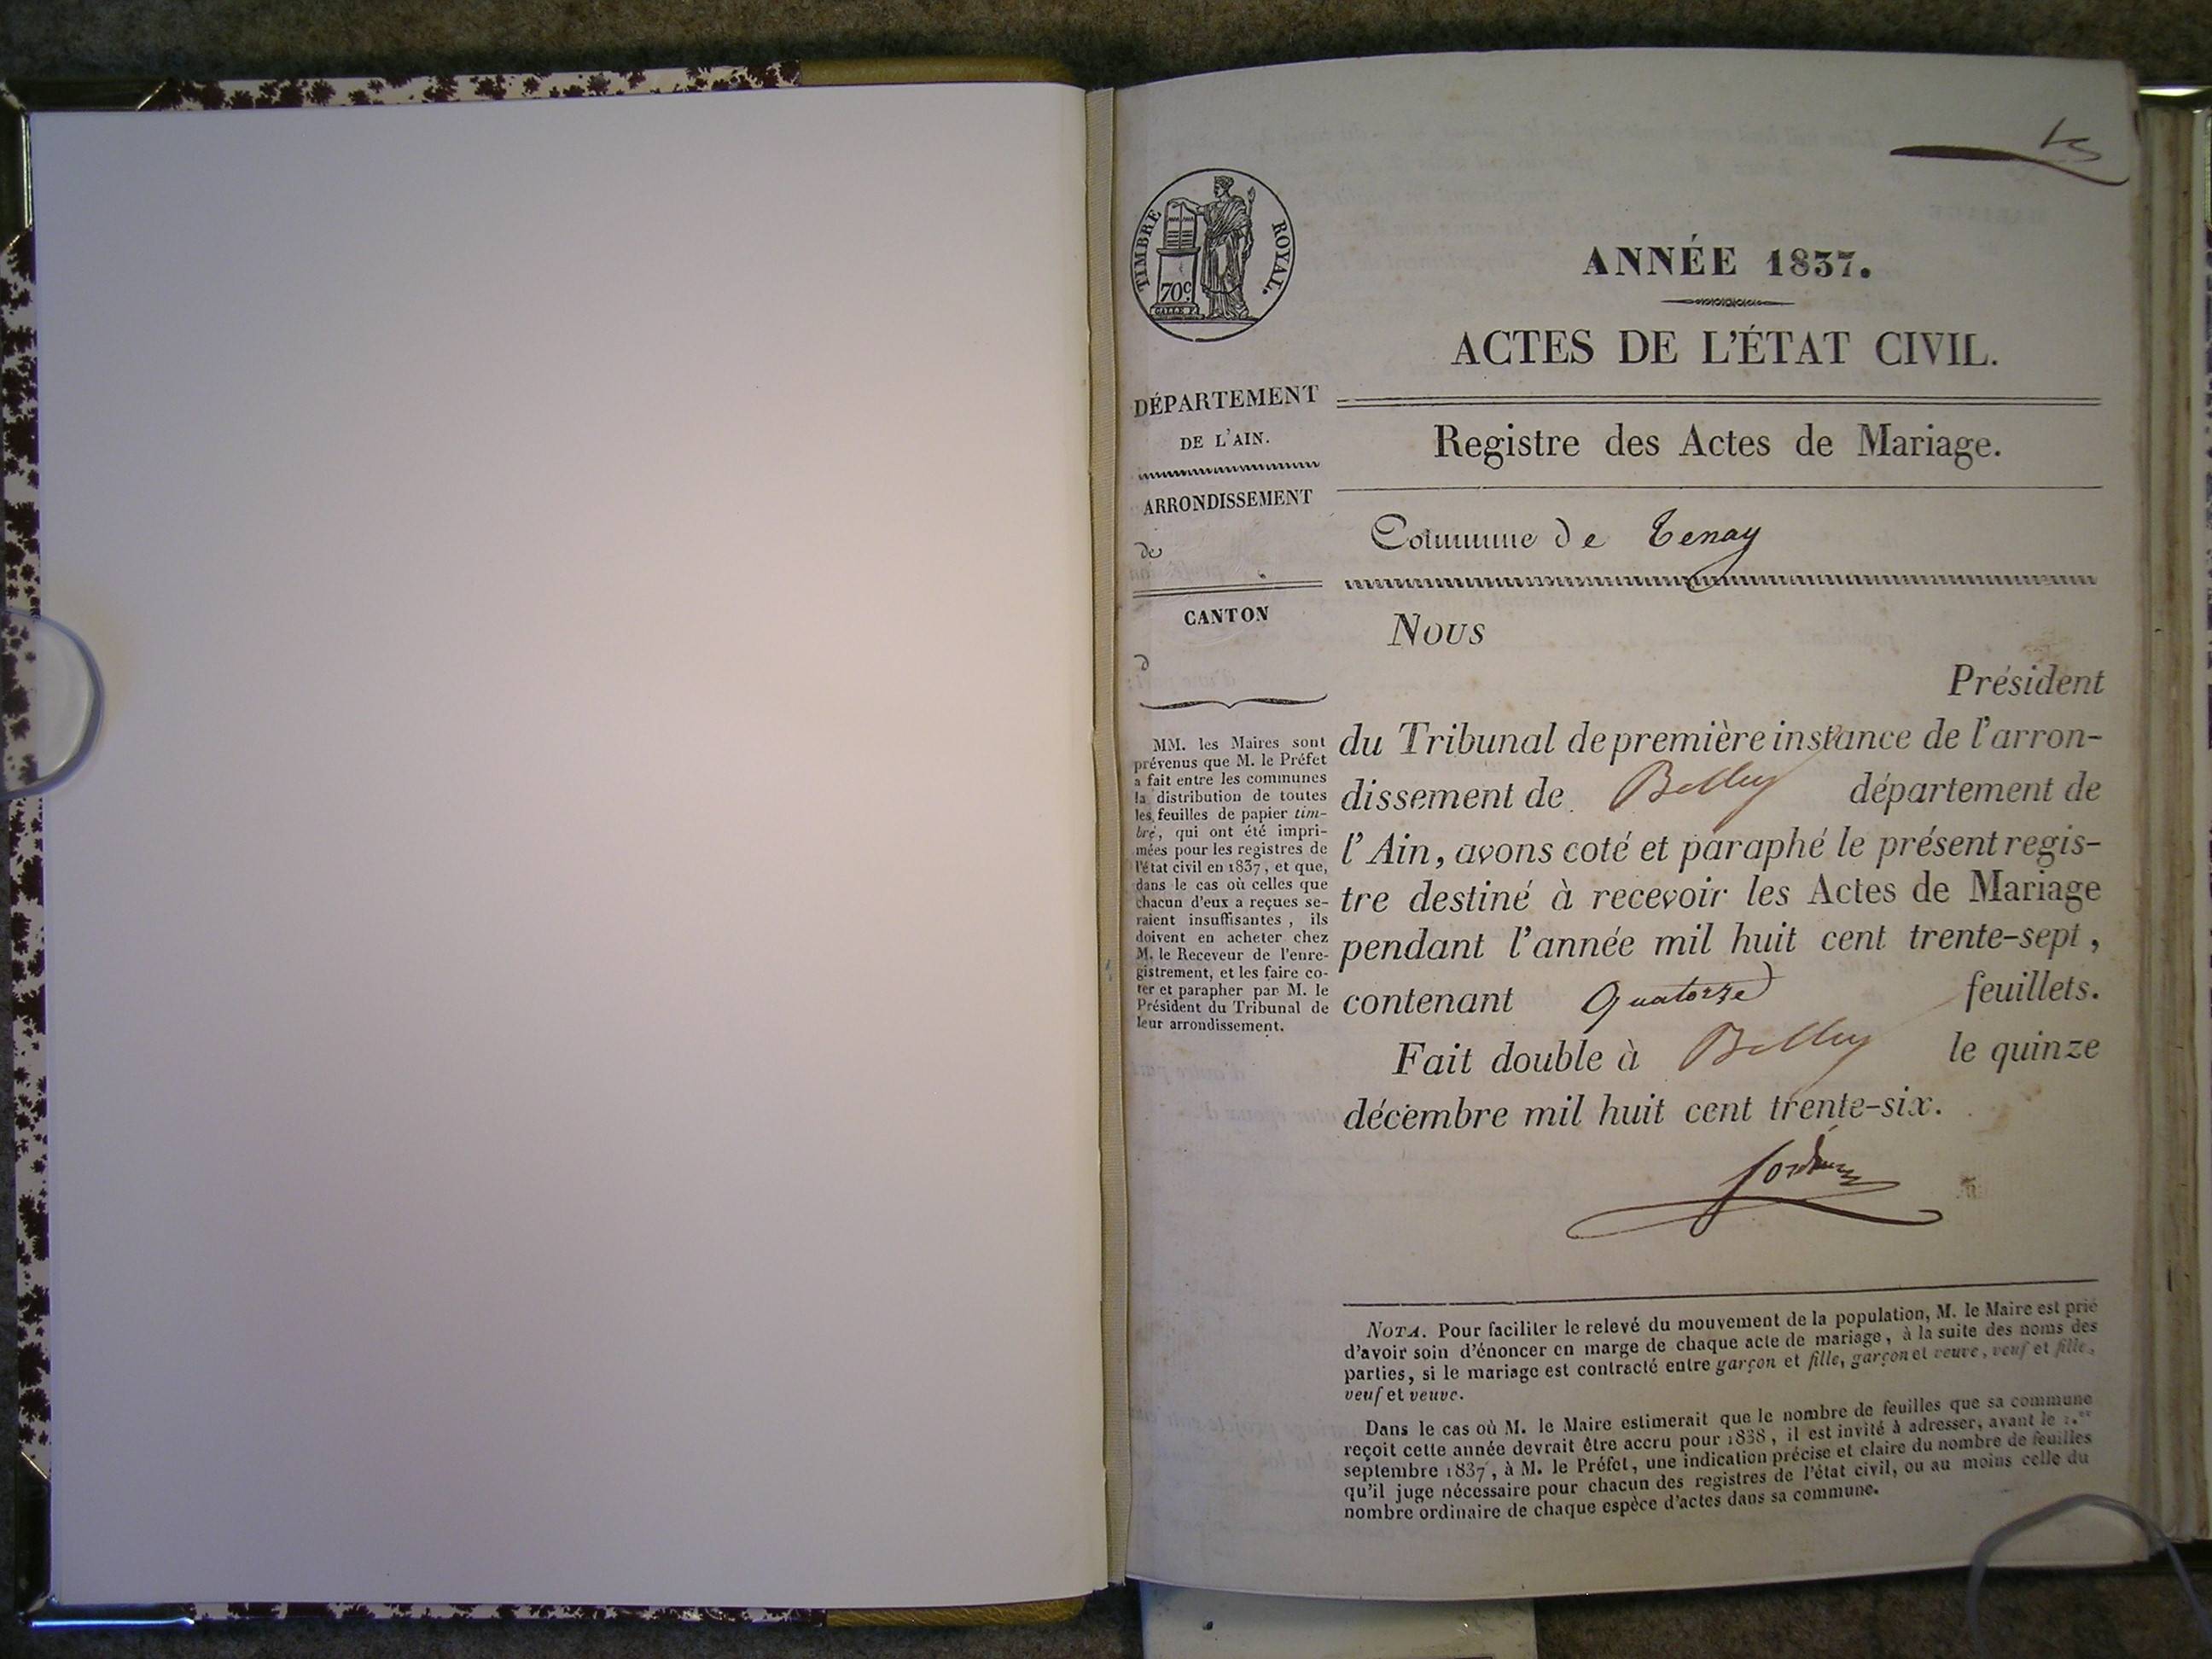 TIMBRE ROYAL.
70c.
GALLE F.
DÉPARTEMENT
DE L'AIN.
ARRONDISSEMENT
de
CANTON
d
MM. les Maires sont
prévenus que M. le Préfet
a fait entre les communes
la distribution de toutes
les feuilles de papier tim-
bré, qui ont été impri-
mées pour les registres de
l'état civil en 1837, et que,
dans le cas où celles que
chacun d'eux a reçues se-
raient insuffisantes, ils
doivent en acheter chez
M. le Receveur de l'enre-
gistrement, et les faire co-
ter et parapher par M. le
Président du Tribunal de
leur arrondissement.
ANNÉE 1837.
ACTES DE L'ÉTAT CIVIL.
Registre des Actes de Mariage.
Commune de Tenay
Nous
Président
du Tribunal de première instance de l'arron-
dissement de Belley département de
l'Ain, avons coté et paraphé le présent regis-
tre destiné à recevoir les Actes de Mariage
pendant l'année mil huit cent trente-sept,
contenant Quatorze feuillets.
Fait double à Belley le quinze
décembre mil huit cent trente-six.
NOTA. Pour faciliter le relevé du mouvement de la population, M. le Maire est prié
d'avoir soin d'énoncer en marge de chaque acte de mariage, à la suite des noms des
parties, si le mariage est contracté entre garçon et fille, garçon et veuve, veuf et fille,
veuf et veuve.
Dans le cas où M. le Maire estimerait que le nombre de feuilles que sa commune
reçoit cette année devrait être accru pour 1838, il est invité à adresser, avant le 1.er
septembre 1837, à M. le Préfet, une indication précise et claire du nombre de feuilles
qu'il juge nécessaire pour chacun des registres de l'état civil, ou au moins celle du
nombre ordinaire de chaque espèce d'actes dans sa commune.